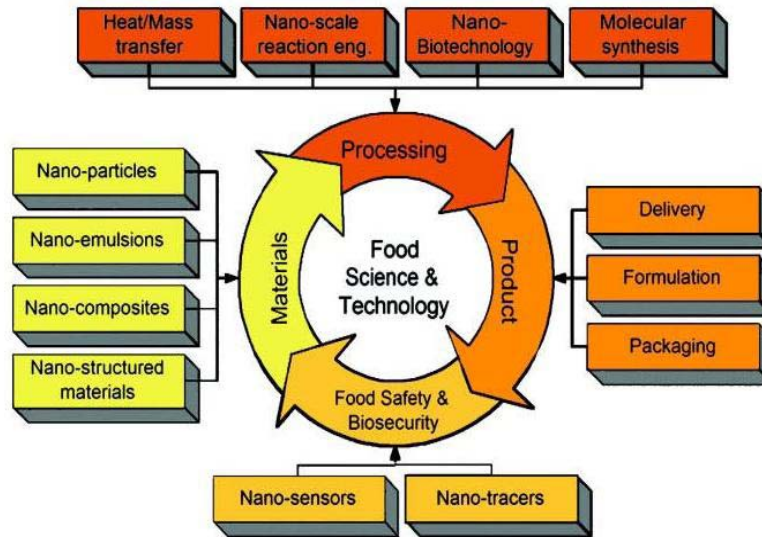 Heat/Mass
transfer
Nano-scale
reaction eng.
Nano-
Biotechnology
Molecular
synthesis
Processing
Nano-particles
Nano-emulsions
Nano-composites
Nano-structured
materials
Materials
Food
Science &
Technology
Product
Delivery
Formulation
Packaging
Food Safety &
Biosecurity
Nano-sensors
Nano-tracers